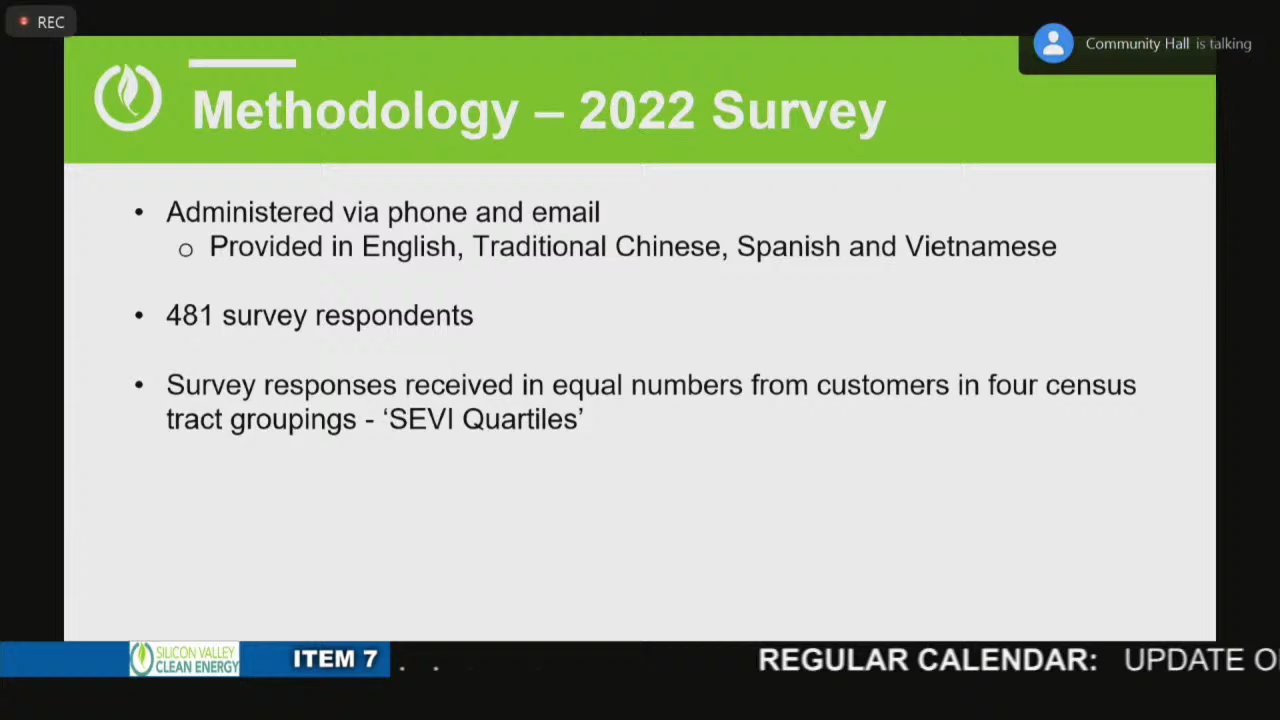 REC
Community Hall is talking
Methodology – 2022 Survey
• Administered via phone and email
o Provided in English, Traditional Chinese, Spanish and Vietnamese
• 481 survey respondents
• Survey responses received in equal numbers from customers in four census
tract groupings - ‘SEVI Quartiles’
SILICON VALLEY
CLEAN ENERGY
ITEM 7
. .
REGULAR CALENDAR: UPDATE